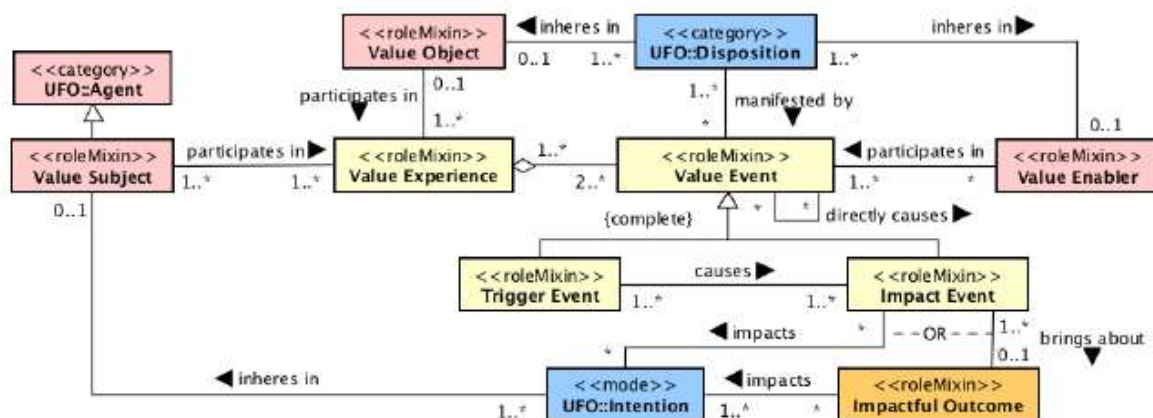 ◀ inheres in
<<roleMixin>>
Value Object
<<category>>
UFO::Disposition
inheres in ▶
<<category>>
UFO::Agent
0..1
1..*
1..*
0..1
participates in
▼
1..*
1..*
manifested by
▼
*
0..1
<<roleMixin>>
Value Subject
participates in ▶
1..*
1..*
<<roleMixin>>
Value Experience
1..*
2..*
<<roleMixin>>
Value Event
◀ participates in
1..*
*
<<roleMixin>>
Value Enabler
0..1
{complete}
*
*
directly causes ▶
<<roleMixin>>
Trigger Event
causes ▶
1..*
1..*
<<roleMixin>>
Impact Event
◀ impacts
*
OR
1..*
brings about
▼
*
0..1
◀ inheres in
1..*
<<mode>>
UFO::Intention
◀ impacts
1..*
*
<<roleMixin>>
Impactful Outcome